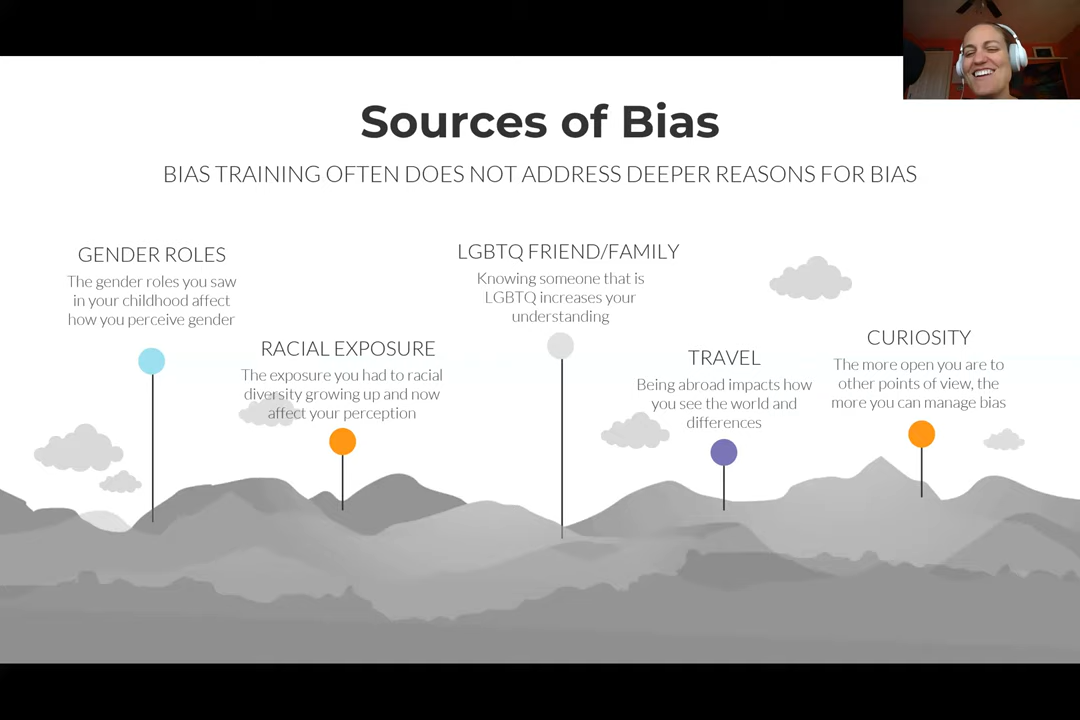 Sources of Bias
BIAS TRAINING OFTEN DOES NOT ADDRESS DEEPER REASONS FOR BIAS
GENDER ROLES
The gender roles you saw
in your childhood affect
how you perceive gender
RACIAL EXPOSURE
The exposure you had to racial
diversity growing up and now
affect your perception
LGBTQ FRIEND/FAMILY
Knowing someone that is
LGBTQ increases your
understanding
TRAVEL
Being abroad impacts how
you see the world and
differences
CURIOSITY
The more open you are to
other points of view, the
more you can manage bias